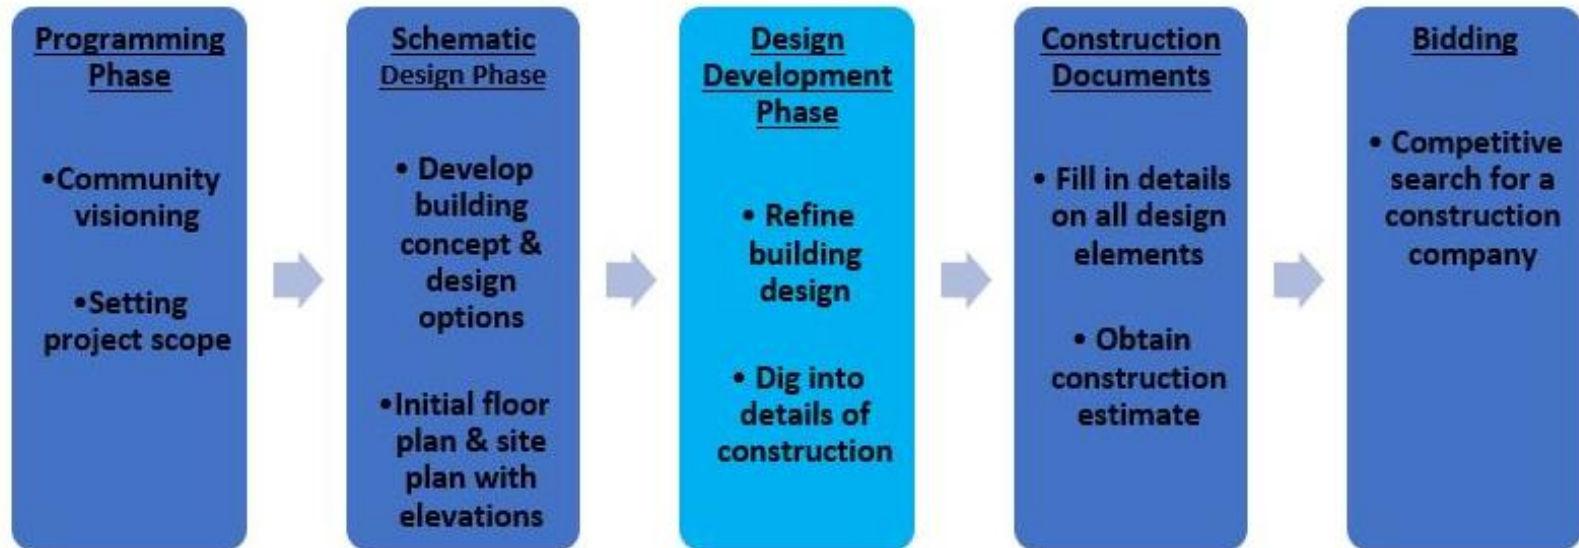 Programming
Phase
•Community
visioning
•Setting
project scope
Schematic
Design Phase
• Develop
building
concept &
design
options
•Initial floor
plan & site
plan with
elevations
Design
Development
Phase
• Refine
building
design
• Dig into
details of
construction
Construction
Documents
• Fill in details
on all design
elements
• Obtain
construction
estimate
Bidding
• Competitive
search for a
construction
company